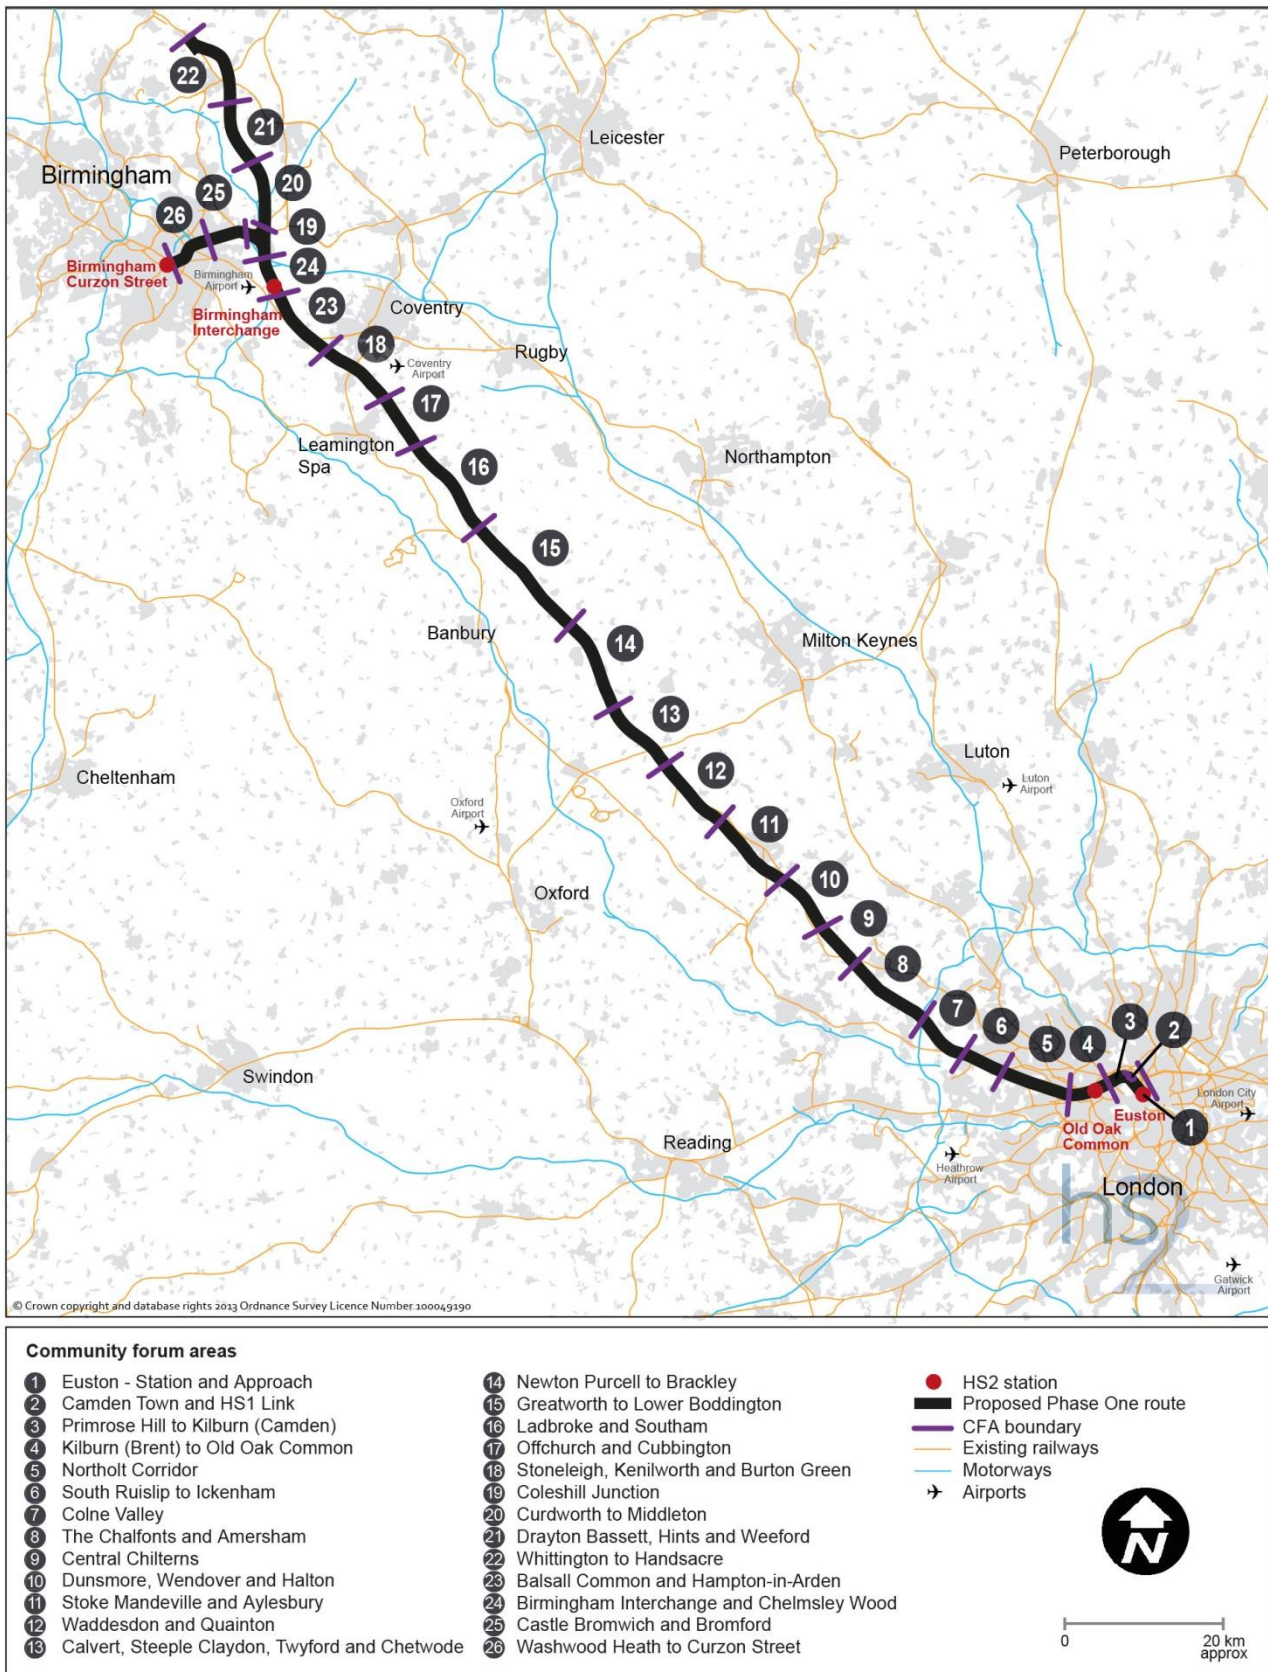 22
21
Leicester
Peterborough
Birmingham
20
25
26
19
24
Birmingham
Curzon Street
Birmingham
Airport
23
Coventry
Birmingham
Interchange
18
Coventry
Airport
Rugby
17
Leamington
Spa
16
Northampton
15
Banbury
14
Milton Keynes
13
12
Luton
Luton
Airport
Cheltenham
Oxford
Airport
11
10
Oxford
9
8
7
6
5
4
3
2
Swindon
London City
Airport
Euston
Old Oak
Common
1
Reading
Heathrow
Airport
London
hs2
Gatwick
Airport
© Crown copyright and database rights 2013 Ordnance Survey Licence Number 100049190
Community forum areas
1 Euston - Station and Approach
2 Camden Town and HS1 Link
3 Primrose Hill to Kilburn (Camden)
4 Kilburn (Brent) to Old Oak Common
5 Northolt Corridor
6 South Ruislip to Ickenham
7 Colne Valley
8 The Chalfonts and Amersham
9 Central Chilterns
10 Dunsmore, Wendover and Halton
11 Stoke Mandeville and Aylesbury
12 Waddesdon and Quainton
13 Calvert, Steeple Claydon, Twyford and Chetwode
14 Newton Purcell to Brackley
15 Greatworth to Lower Boddington
16 Ladbroke and Southam
17 Offchurch and Cubbington
18 Stoneleigh, Kenilworth and Burton Green
19 Coleshill Junction
20 Curdworth to Middleton
21 Drayton Bassett, Hints and Weeford
22 Whittington to Handsacre
23 Balsall Common and Hampton-in-Arden
24 Birmingham Interchange and Chelmsley Wood
25 Castle Bromwich and Bromford
26 Washwood Heath to Curzon Street
HS2 station
Proposed Phase One route
CFA boundary
Existing railways
Motorways
Airports
N
0 20 km
approx